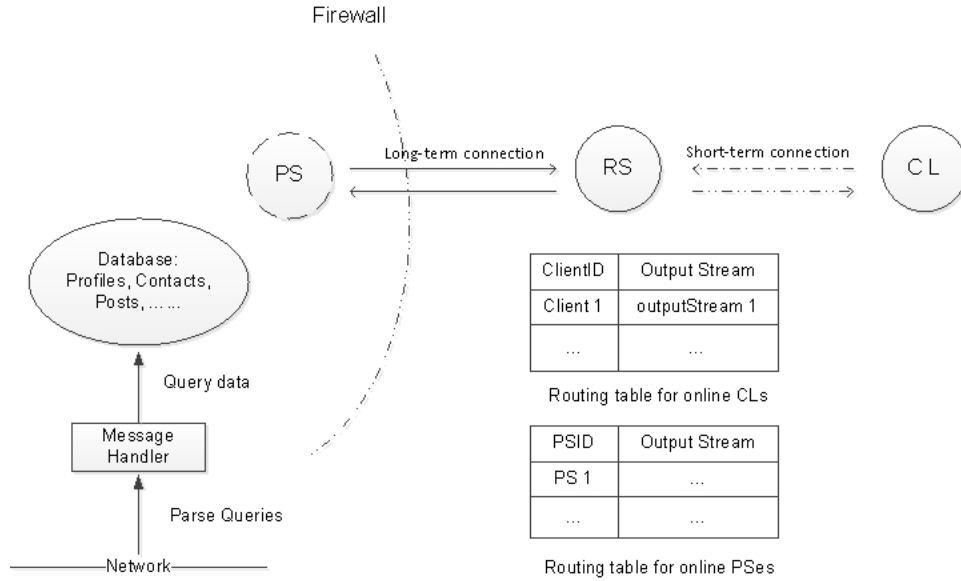 Firewall
PS
Long-term connection
RS
Short-term connection
CL
Database:
Profiles, Contacts,
Posts, ... ...
Query data
Message
Handler
Parse Queries
Network
ClientID Output Stream
Client 1 outputStream 1
... ...
Routing table for online CLs
PSID Output Stream
PS 1 ...
... ...
Routing table for online PSes